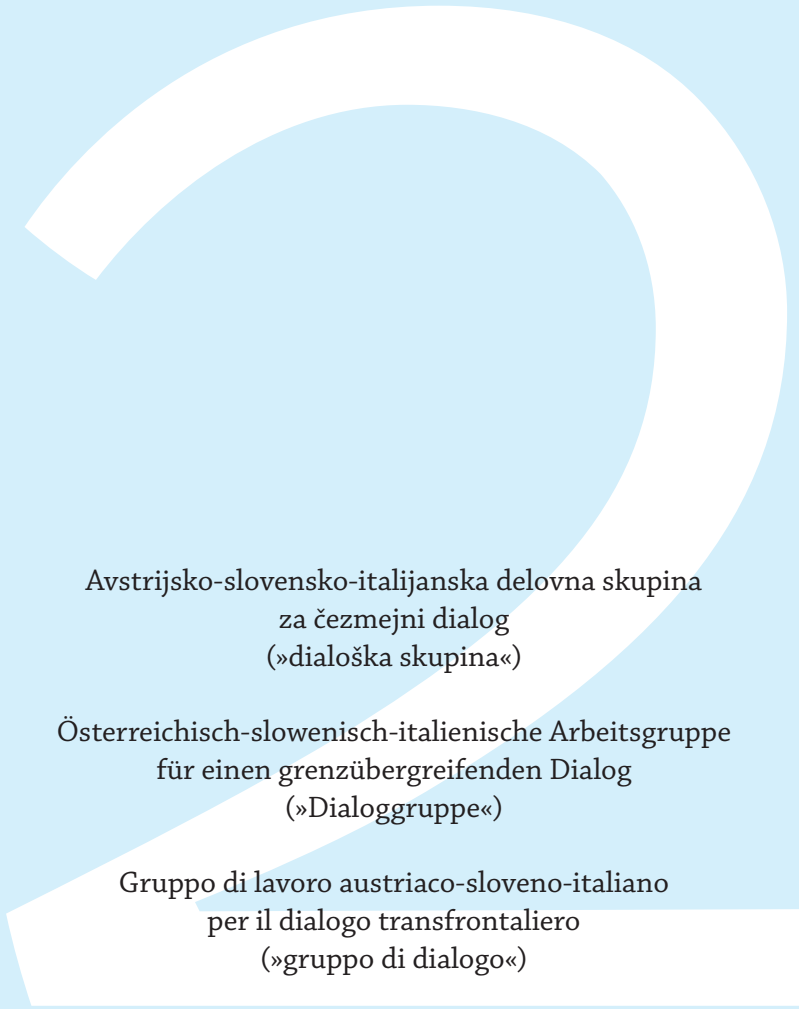 2
Avstrijsko-slovensko-italijanska delovna skupina
za čezmejni dialog
(»dialoška skupina«)
Österreichisch-slowenisch-italienische Arbeitsgruppe
für einen grenzübergreifenden Dialog
(»Dialoggruppe«)
Gruppo di lavoro austriaco-sloveno-italiano
per il dialogo transfrontaliero
(»gruppo di dialogo«)